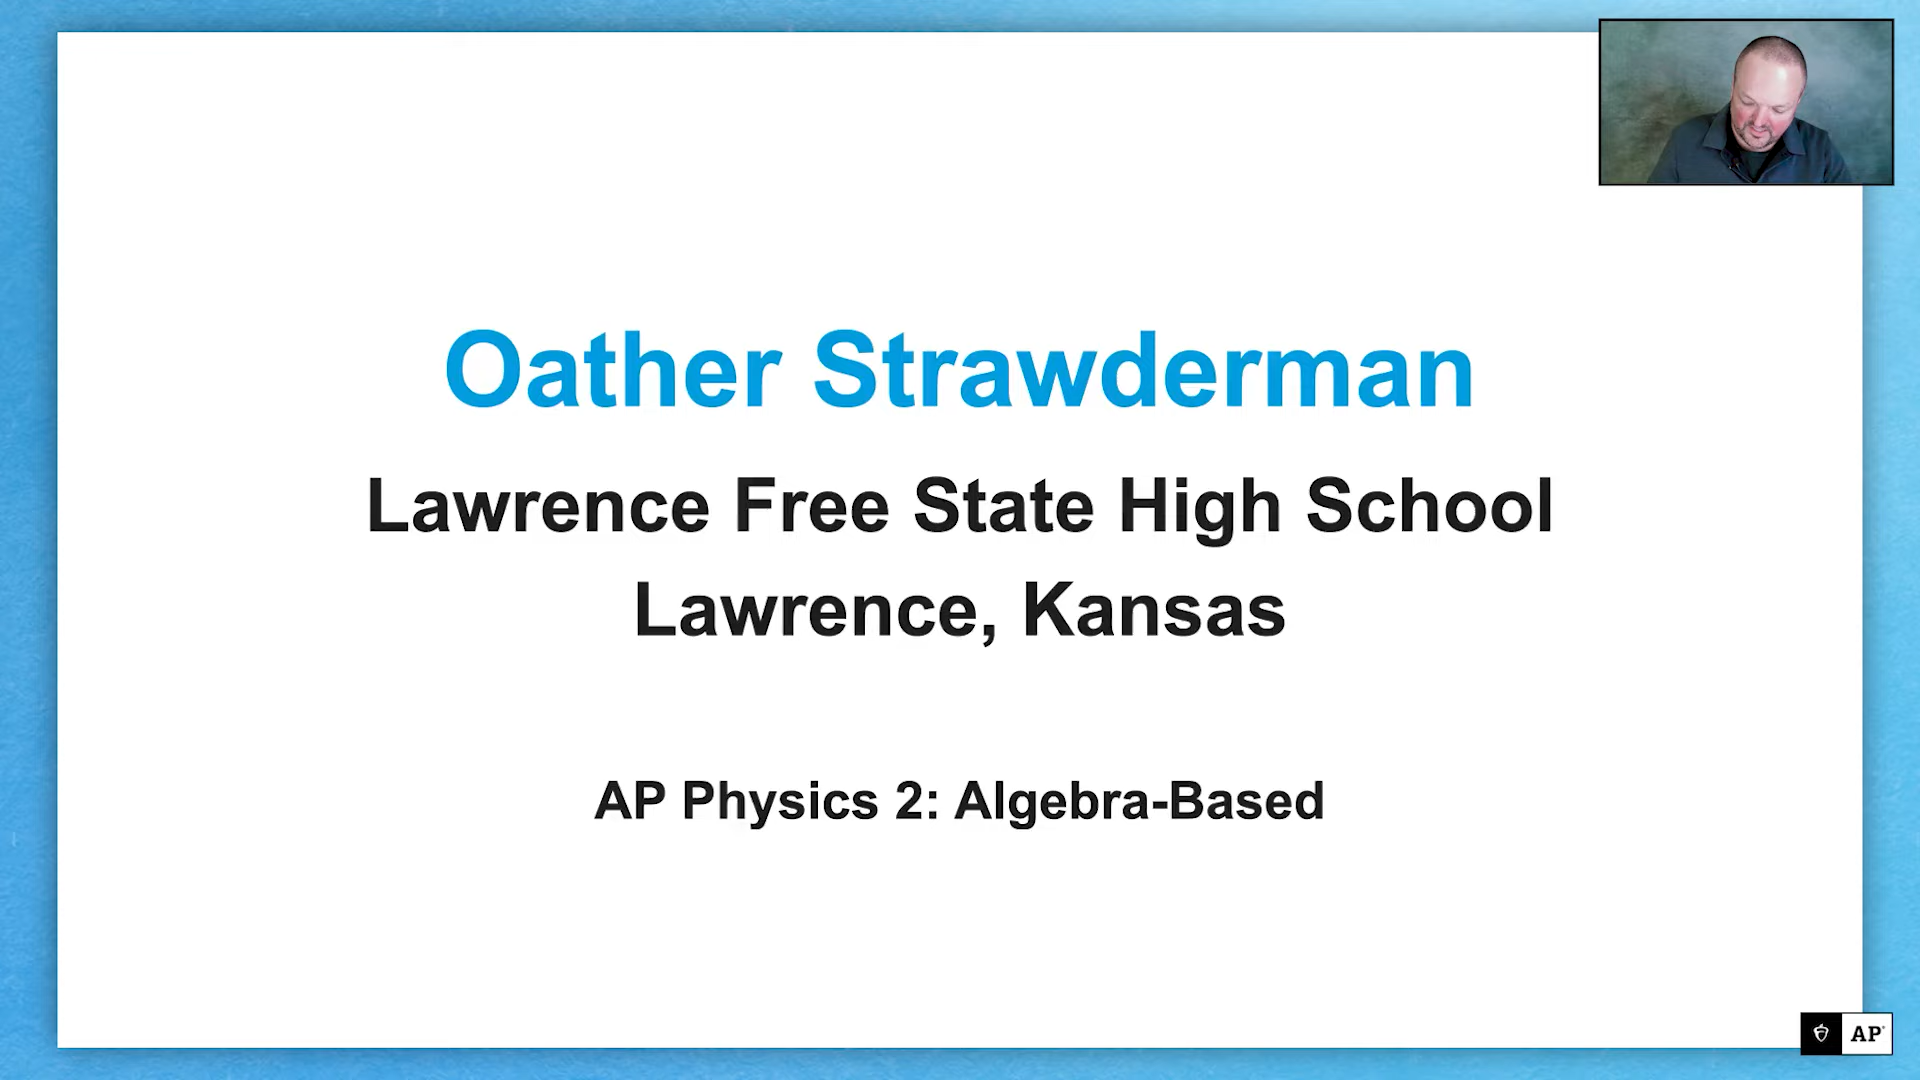 Oather Strawderman
Lawrence Free State High School
Lawrence, Kansas
AP Physics 2: Algebra-Based
AP